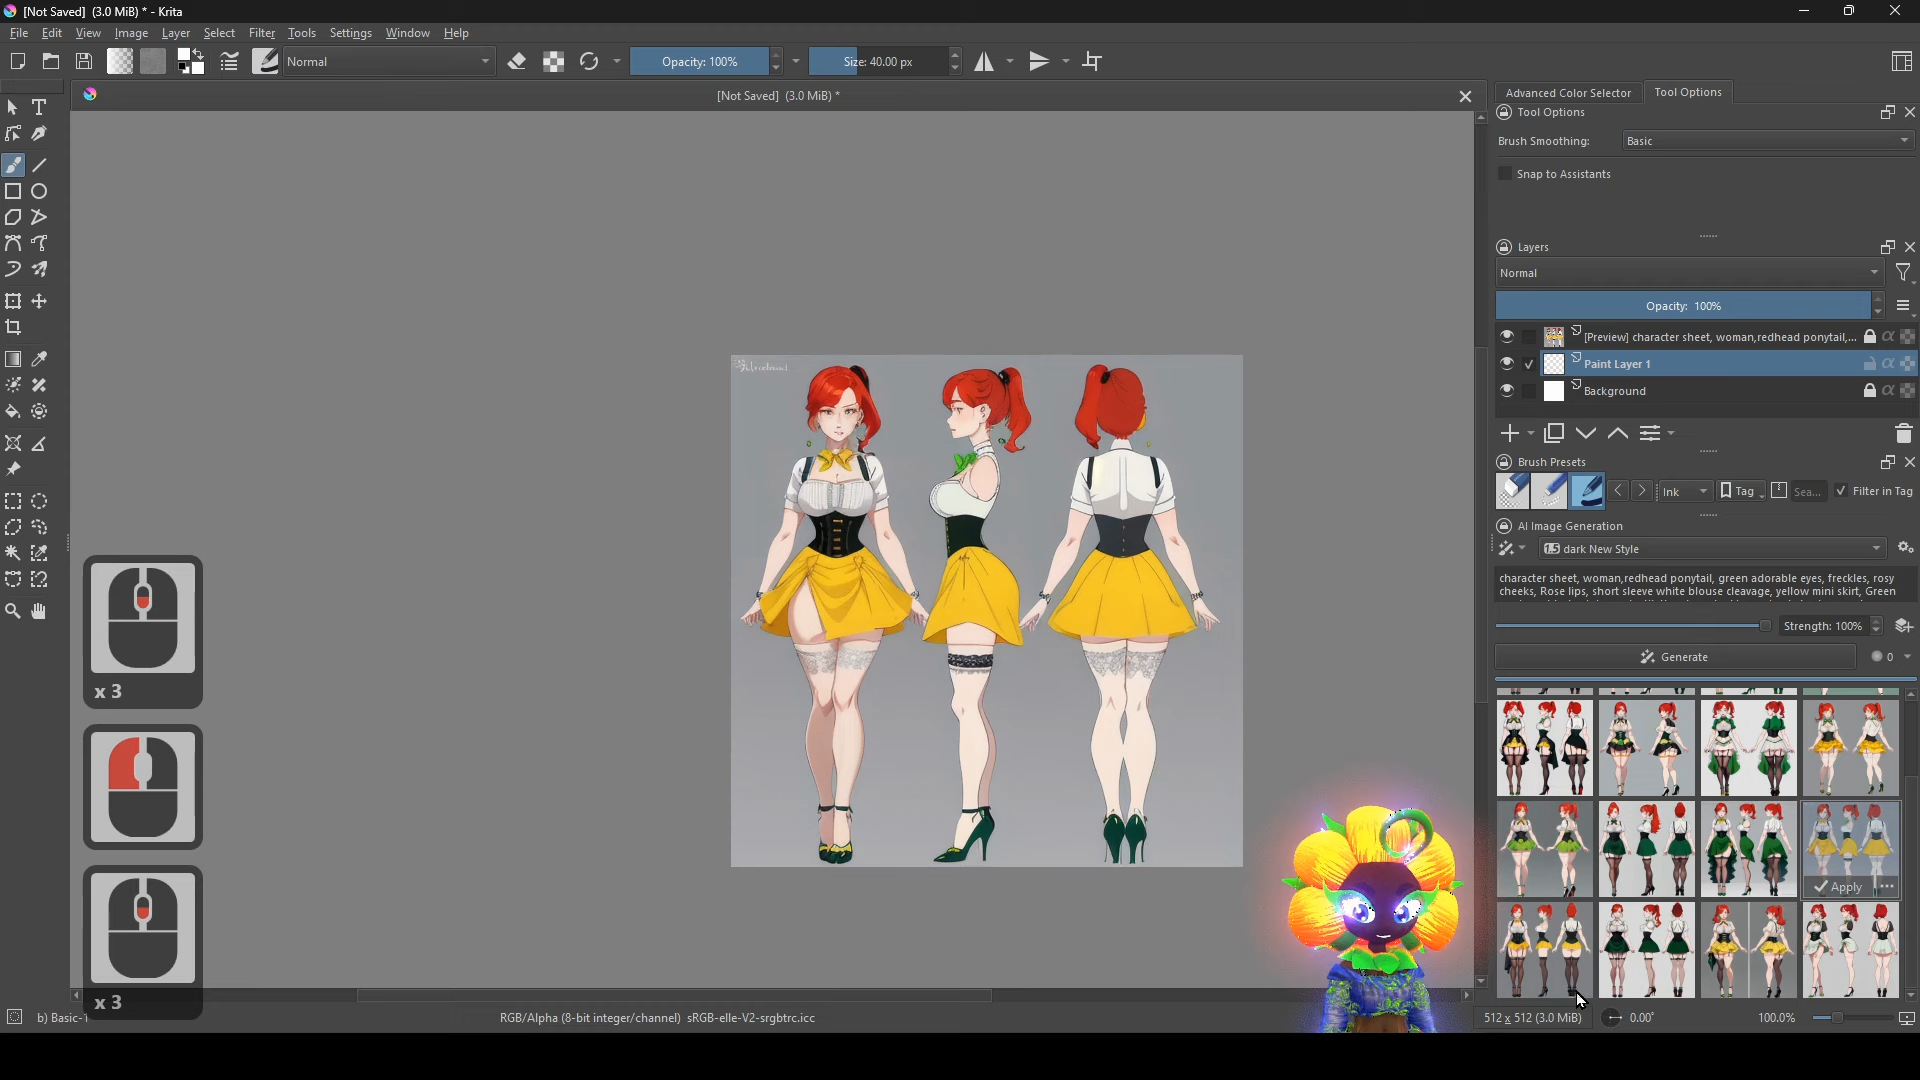 [Not Saved]  (3.0 MiB) * - Krita
File Edit View Image Layer Select Filter Tools Settings Window Help
Normal
Opacity: 100%
Size: 40.00 px
[Not Saved]  (3.0 MiB) *
Advanced Color Selector
Tool Options
Tool Options
Brush Smoothing:
Basic
Snap to Assistants
Layers
Normal
Opacity: 100%
[Preview] character sheet, woman,redhead ponytail,...
Paint Layer 1
Background
Brush Presets
Ink
Tag
Sea...
Filter in Tag
AI Image Generation
1.5 dark New Style
character sheet, woman,redhead ponytail, green adorable eyes, freckles, rosy
cheeks, Rose lips, short sleeve white blouse cleavage, yellow mini skirt, Green
Strength: 100%
Generate
0
Apply
x 3
x 3
b) Basic-
RGB/Alpha (8-bit integer/channel)  sRGB-elle-V2-srgbtrc.icc
512 x 512 (3.0 MiB)
0.00°
100.0%